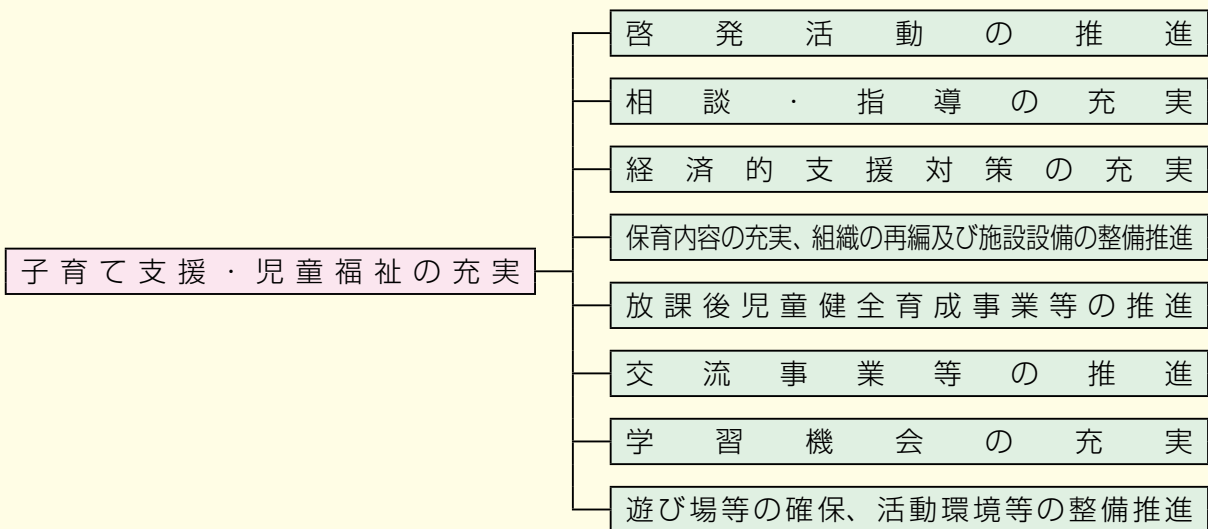 子育て支援・児童福祉の充実
啓発活動の推進
相談・指導の充実
経済的支援対策の充実
保育内容の充実、組織の再編及び施設設備の整備推進
放課後児童健全育成事業等の推進
交流事業等の推進
学習機会の充実
遊び場等の確保、活動環境等の整備推進